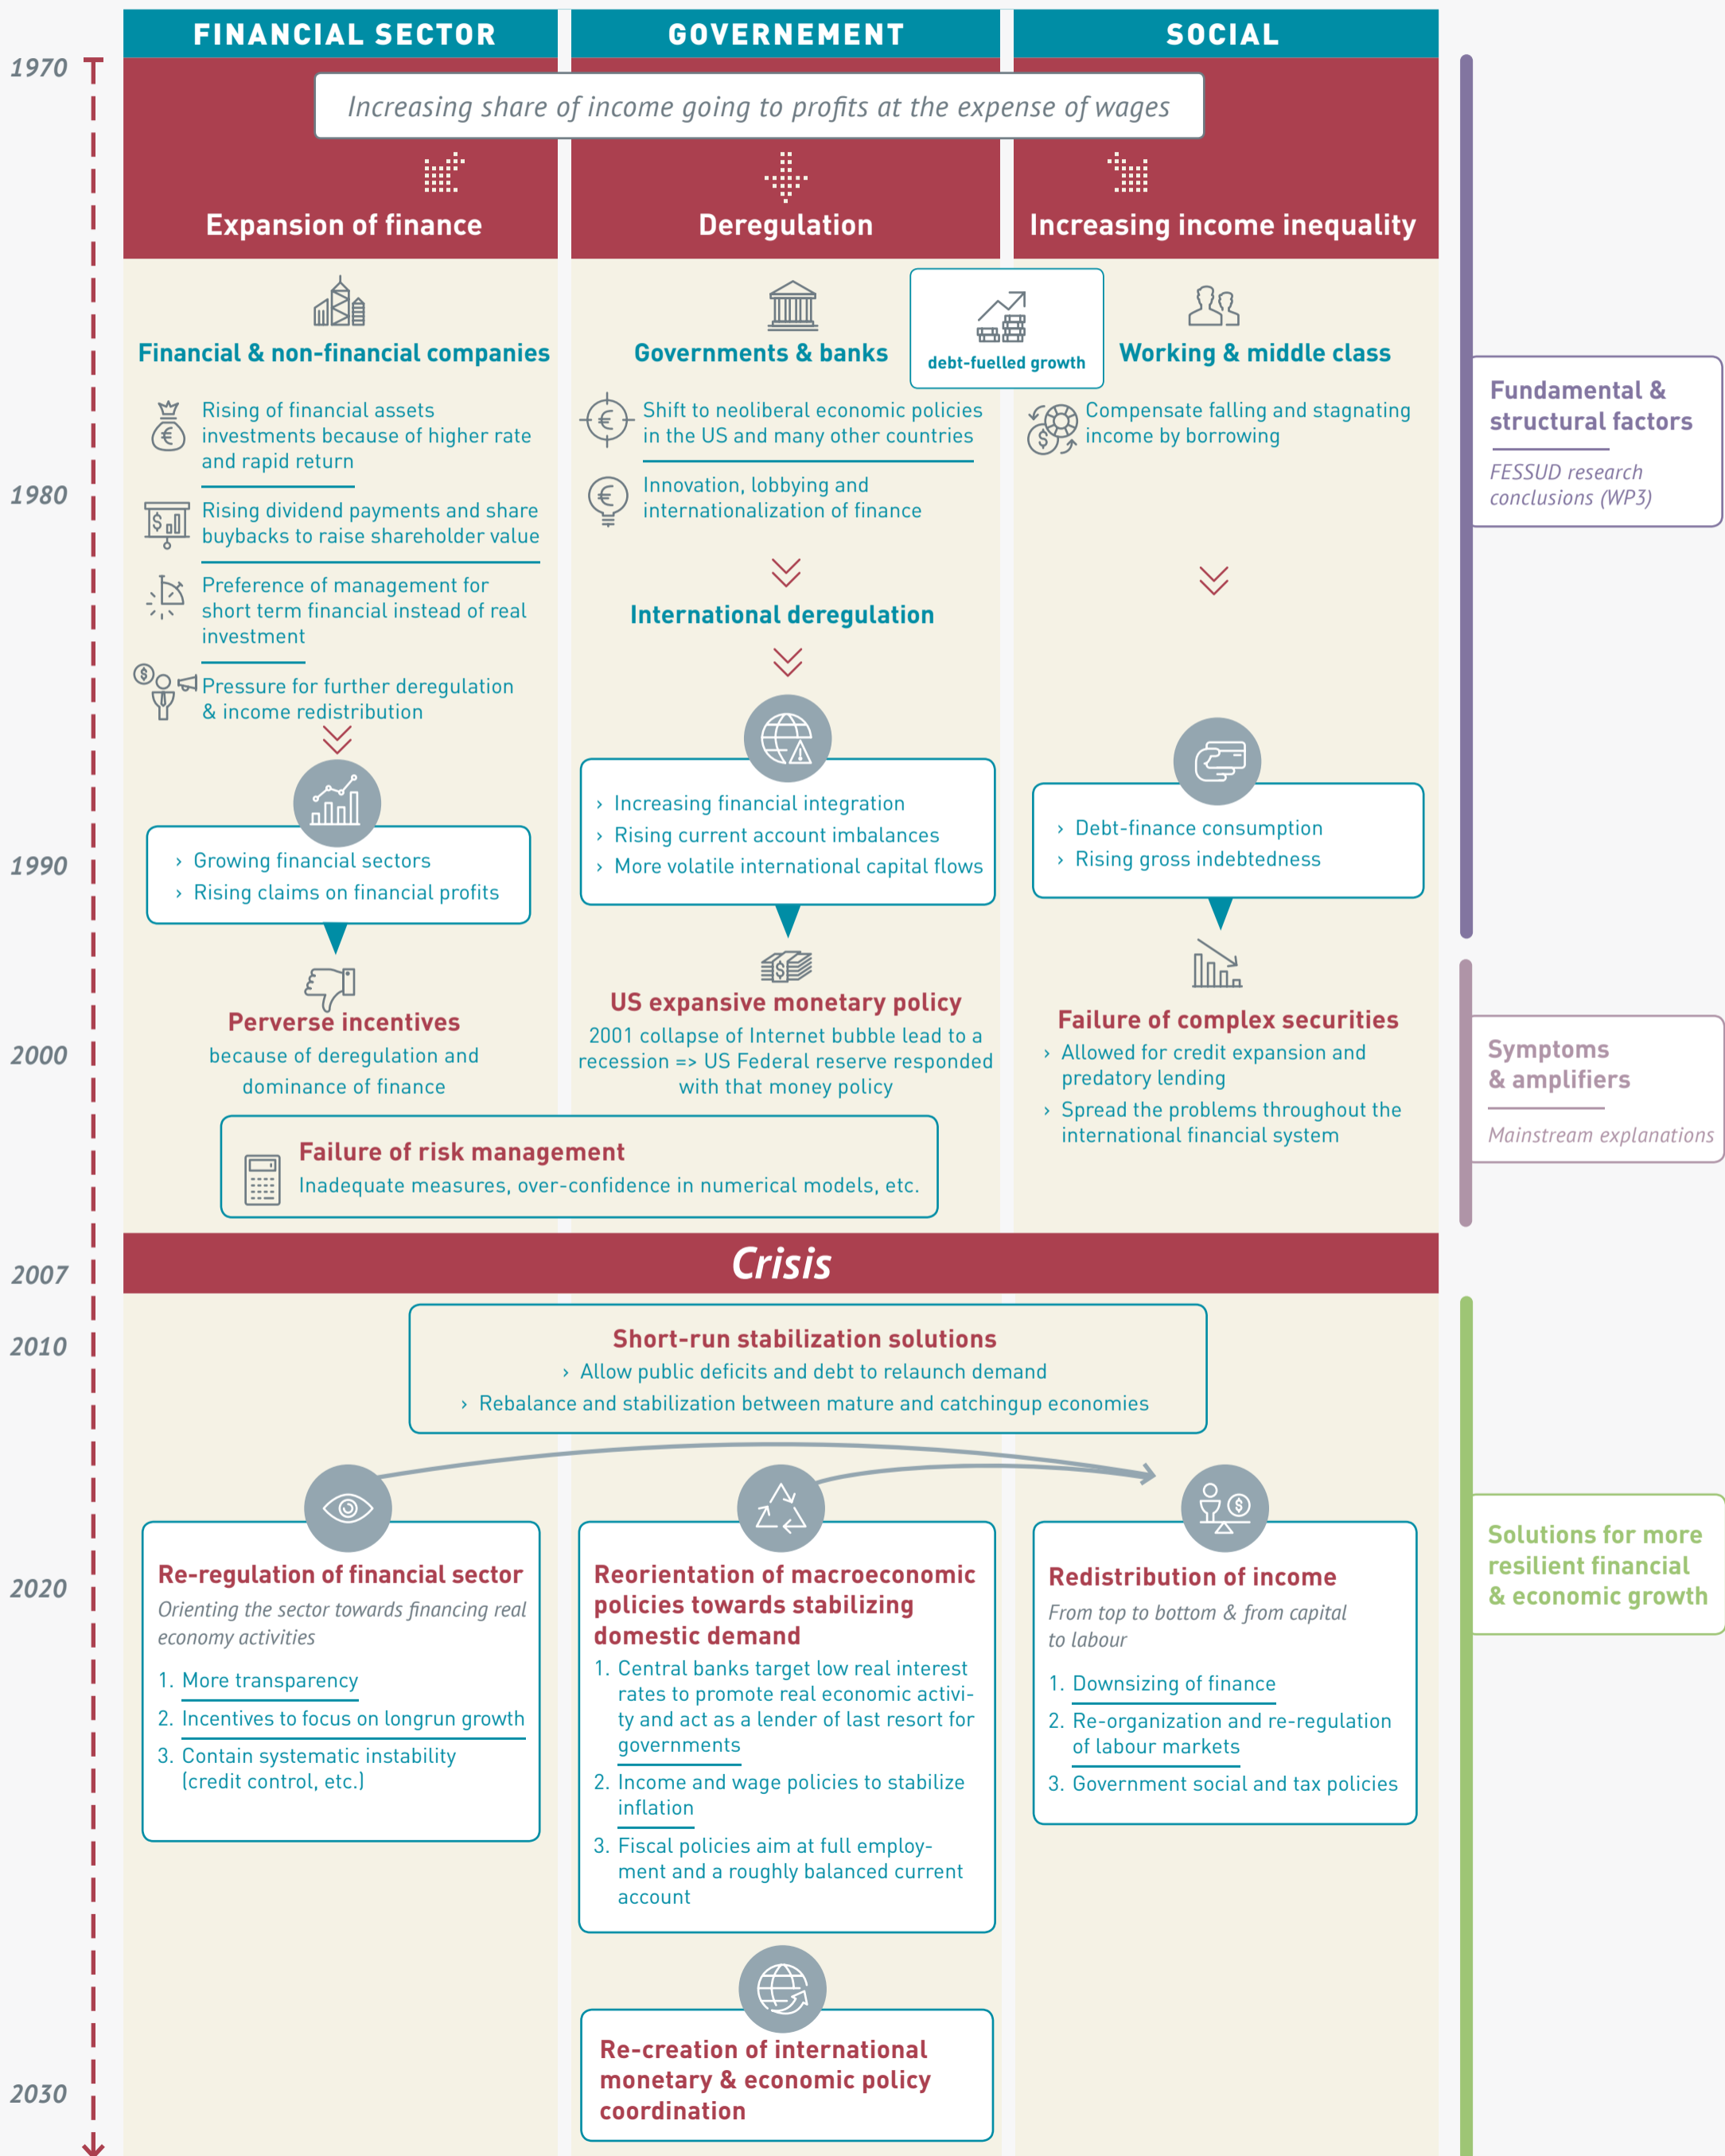 FINANCIAL SECTOR
GOVERNEMENT
SOCIAL
1970
Increasing share of income going to profits at the expense of wages
Expansion of finance
Deregulation
Increasing income inequality
Financial & non-financial companies
Rising of financial assets
investments because of higher rate
and rapid return
1980
Rising dividend payments and share
buybacks to raise shareholder value
Preference of management for
short term financial instead of real
investment
Pressure for further deregulation
& income redistribution
› Growing financial sectors
1990
› Rising claims on financial profits
Perverse incentives
2000
because of deregulation and
dominance of finance
Governments & banks
debt-fuelled growth
Shift to neoliberal economic policies
in the US and many other countries
Innovation, lobbying and
internationalization of finance
International deregulation
› Increasing financial integration
› Rising current account imbalances
› More volatile international capital flows
US expansive monetary policy
2001 collapse of Internet bubble lead to a
recession => US Federal reserve responded
with that money policy
Working & middle class
Compensate falling and stagnating
income by borrowing
› Debt-finance consumption
› Rising gross indebtedness
Failure of complex securities
› Allowed for credit expansion and
predatory lending
› Spread the problems throughout the
international financial system
Failure of risk management
Inadequate measures, over-confidence in numerical models, etc.
Fundamental &
structural factors
FESSUD research
conclusions (WP3)
Symptoms
& amplifiers
Mainstream explanations
Crisis
2007
2010
Short-run stabilization solutions
› Allow public deficits and debt to relaunch demand
› Rebalance and stabilization between mature and catchingup economies
2020
Re-regulation of financial sector
Orienting the sector towards financing real
economy activities
1. More transparency
2. Incentives to focus on longrun growth
3. Contain systematic instability
(credit control, etc.)
Reorientation of macroeconomic
policies towards stabilizing
domestic demand
1. Central banks target low real interest
rates to promote real economic activi-
ty and act as a lender of last resort for
governments
2. Income and wage policies to stabilize
inflation
3. Fiscal policies aim at full employ-
ment and a roughly balanced current
account
Redistribution of income
From top to bottom & from capital
to labour
1. Downsizing of finance
2. Re-organization and re-regulation
of labour markets
3. Government social and tax policies
Solutions for more
resilient financial
& economic growth
Re-creation of international
monetary & economic policy
coordination
2030